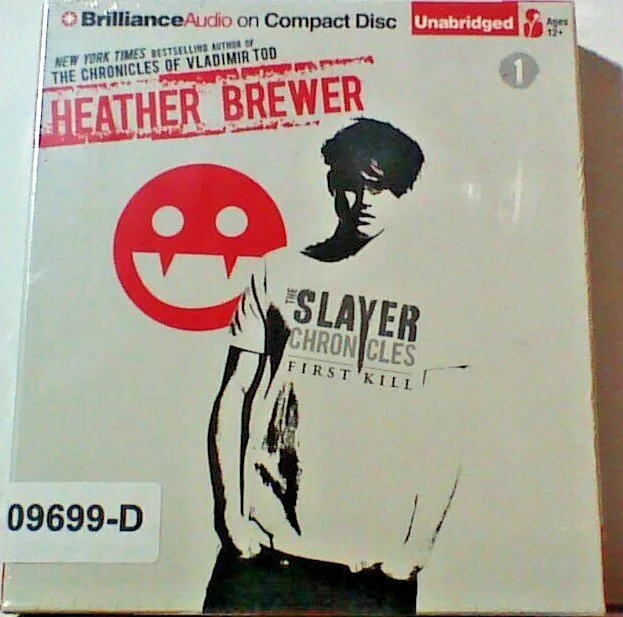 BrillianceAudio on Compact Disc
Unabridged
Ages
12+
NEW YORK TIMES BESTSELLING AUTHOR OF
THE CHRONICLES OF VLADIMIR TOD
HEATHER BREWER
1
THE SLAYER
CHRONICLES
FIRST KILL
09699-D